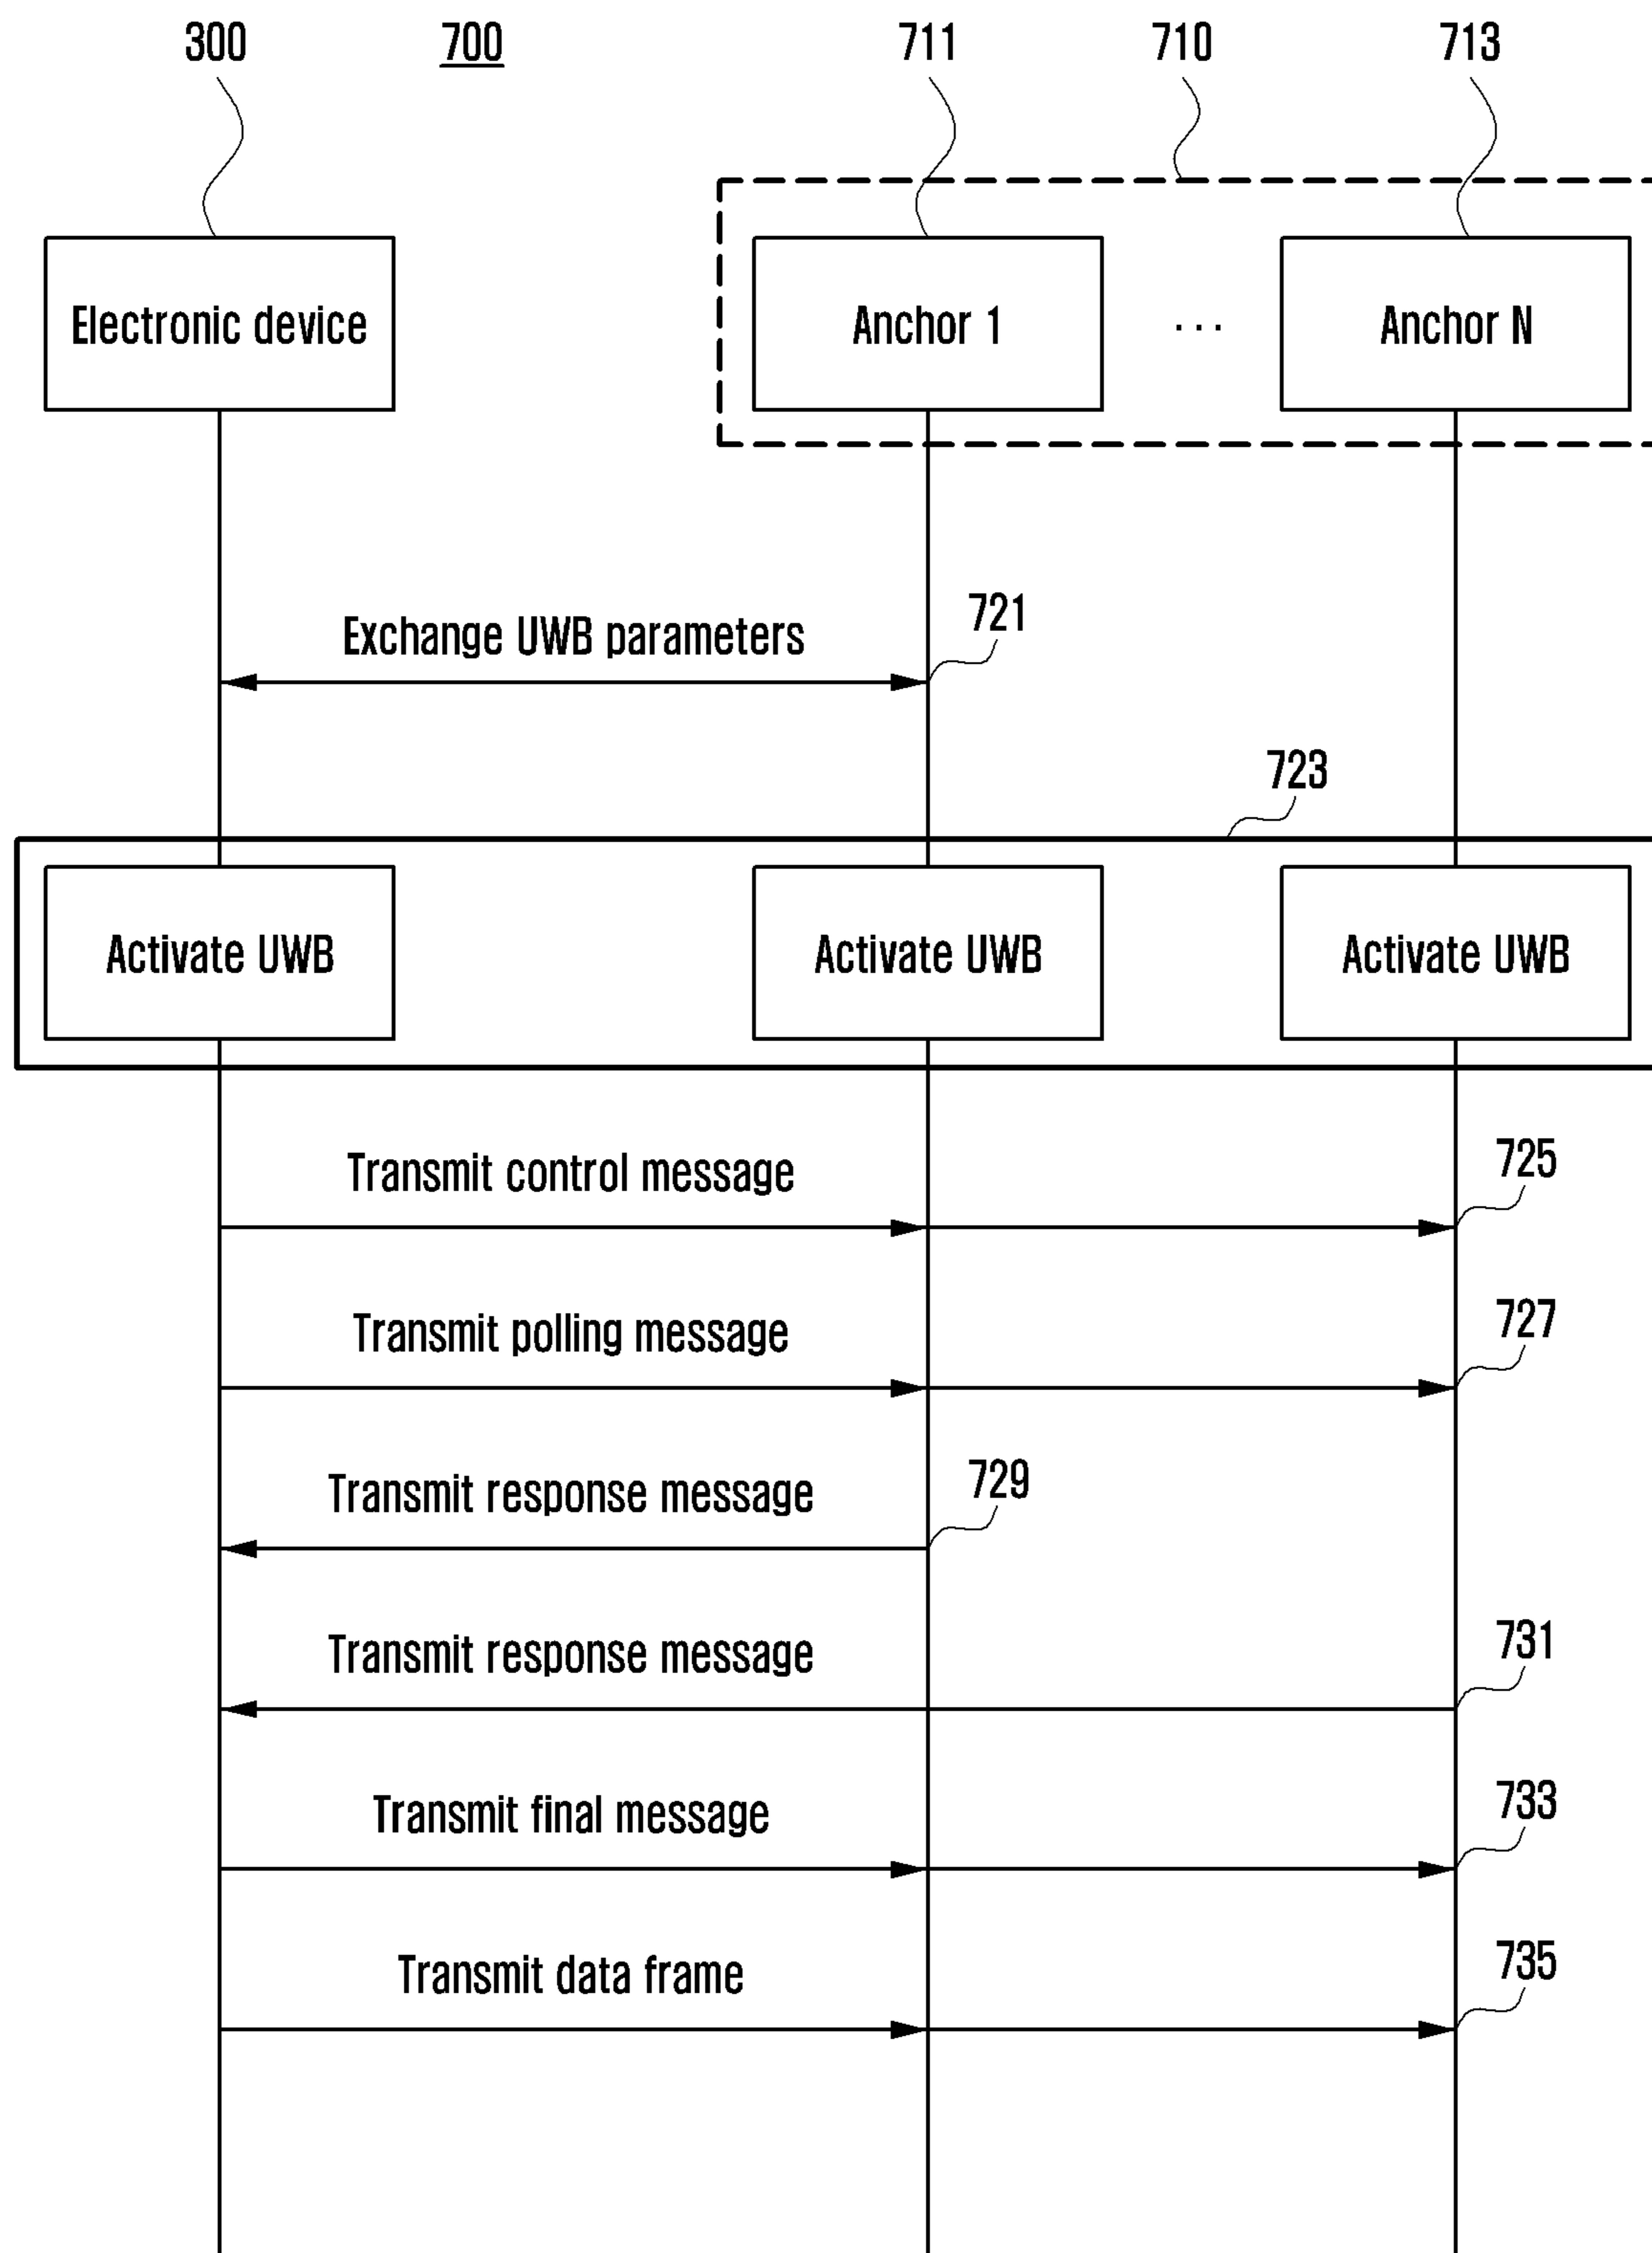 300
700
711
710
713
Electronic device
Anchor 1
...
Anchor N
721
Exchange UWB parameters
723
Activate UWB
Activate UWB
Activate UWB
725
Transmit control message
727
Transmit polling message
729
Transmit response message
731
Transmit response message
733
Transmit final message
735
Transmit data frame